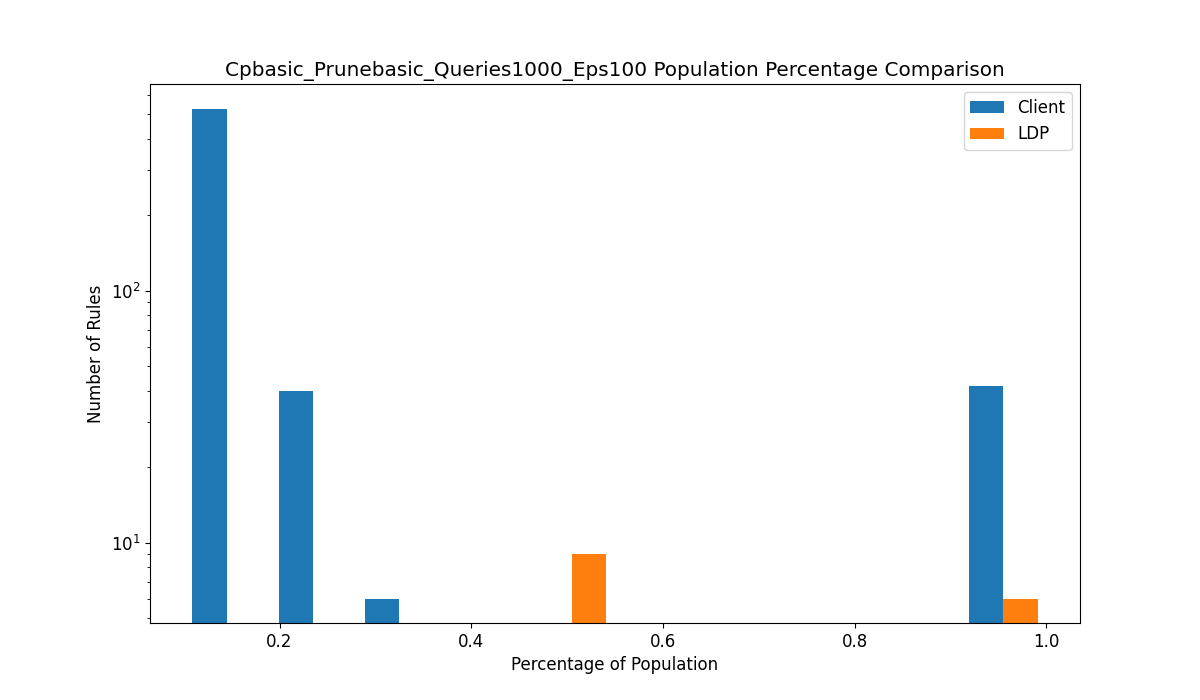 Cpbasic_Prunebasic_Queries1000_Eps100 Population Percentage Comparison
Client
LDP
Number of Rules
10²
10¹
0.2 0.4 0.6 0.8 1.0
Percentage of Population